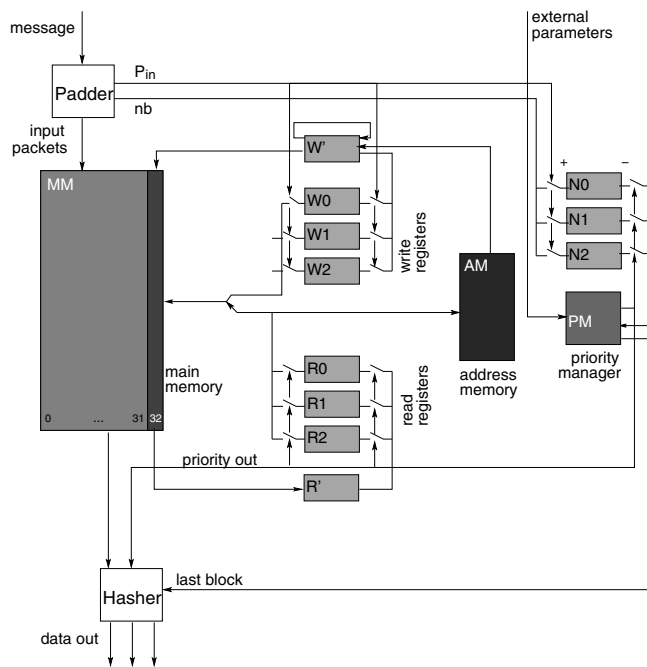 message
external
parameters
Pin
Padder
nb
input
packets
W'
MM
+ −
N0
W0
W1
N1
W2
N2
write
registers
AM
PM
main
memory
priority
manager
address
memory
R0
R1
R2
read
registers
0 ... 31 32
priority out
R'
last block
Hasher
data out